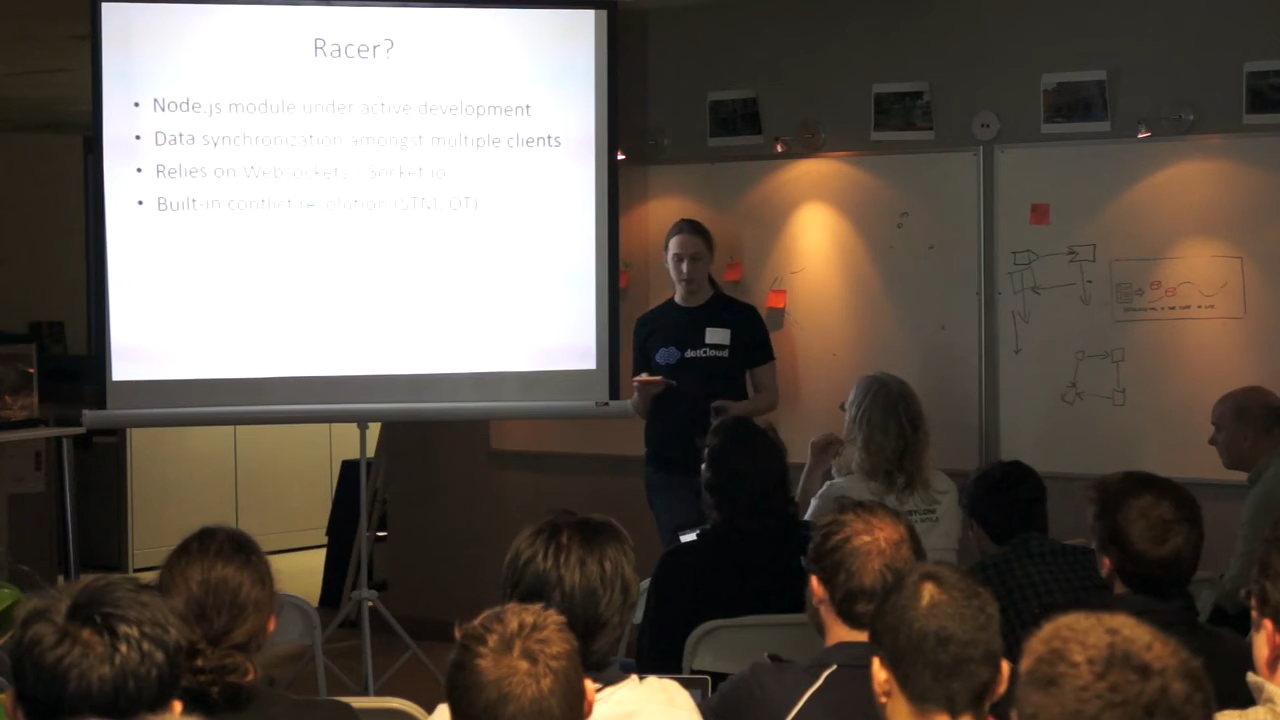 Racer?
• Node.js module under active development
• Data synchronization amongst multiple clients
• Relies on Websockets / Socket.io
• Built-in conflict resolution (STM, OT)
dotCloud